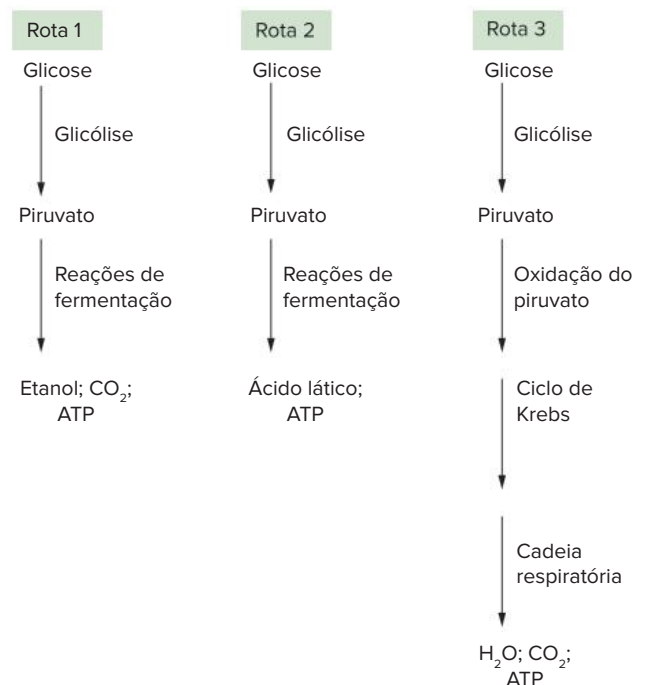 Rota 1
Glicose
Glicólise
Piruvato
Reações de
fermentação
Etanol; CO₂;
ATP
Rota 2
Glicose
Glicólise
Piruvato
Reações de
fermentação
Ácido lático;
ATP
Rota 3
Glicose
Glicólise
Piruvato
Oxidação do
piruvato
Ciclo de
Krebs
Cadeia
respiratória
H₂O; CO₂;
ATP